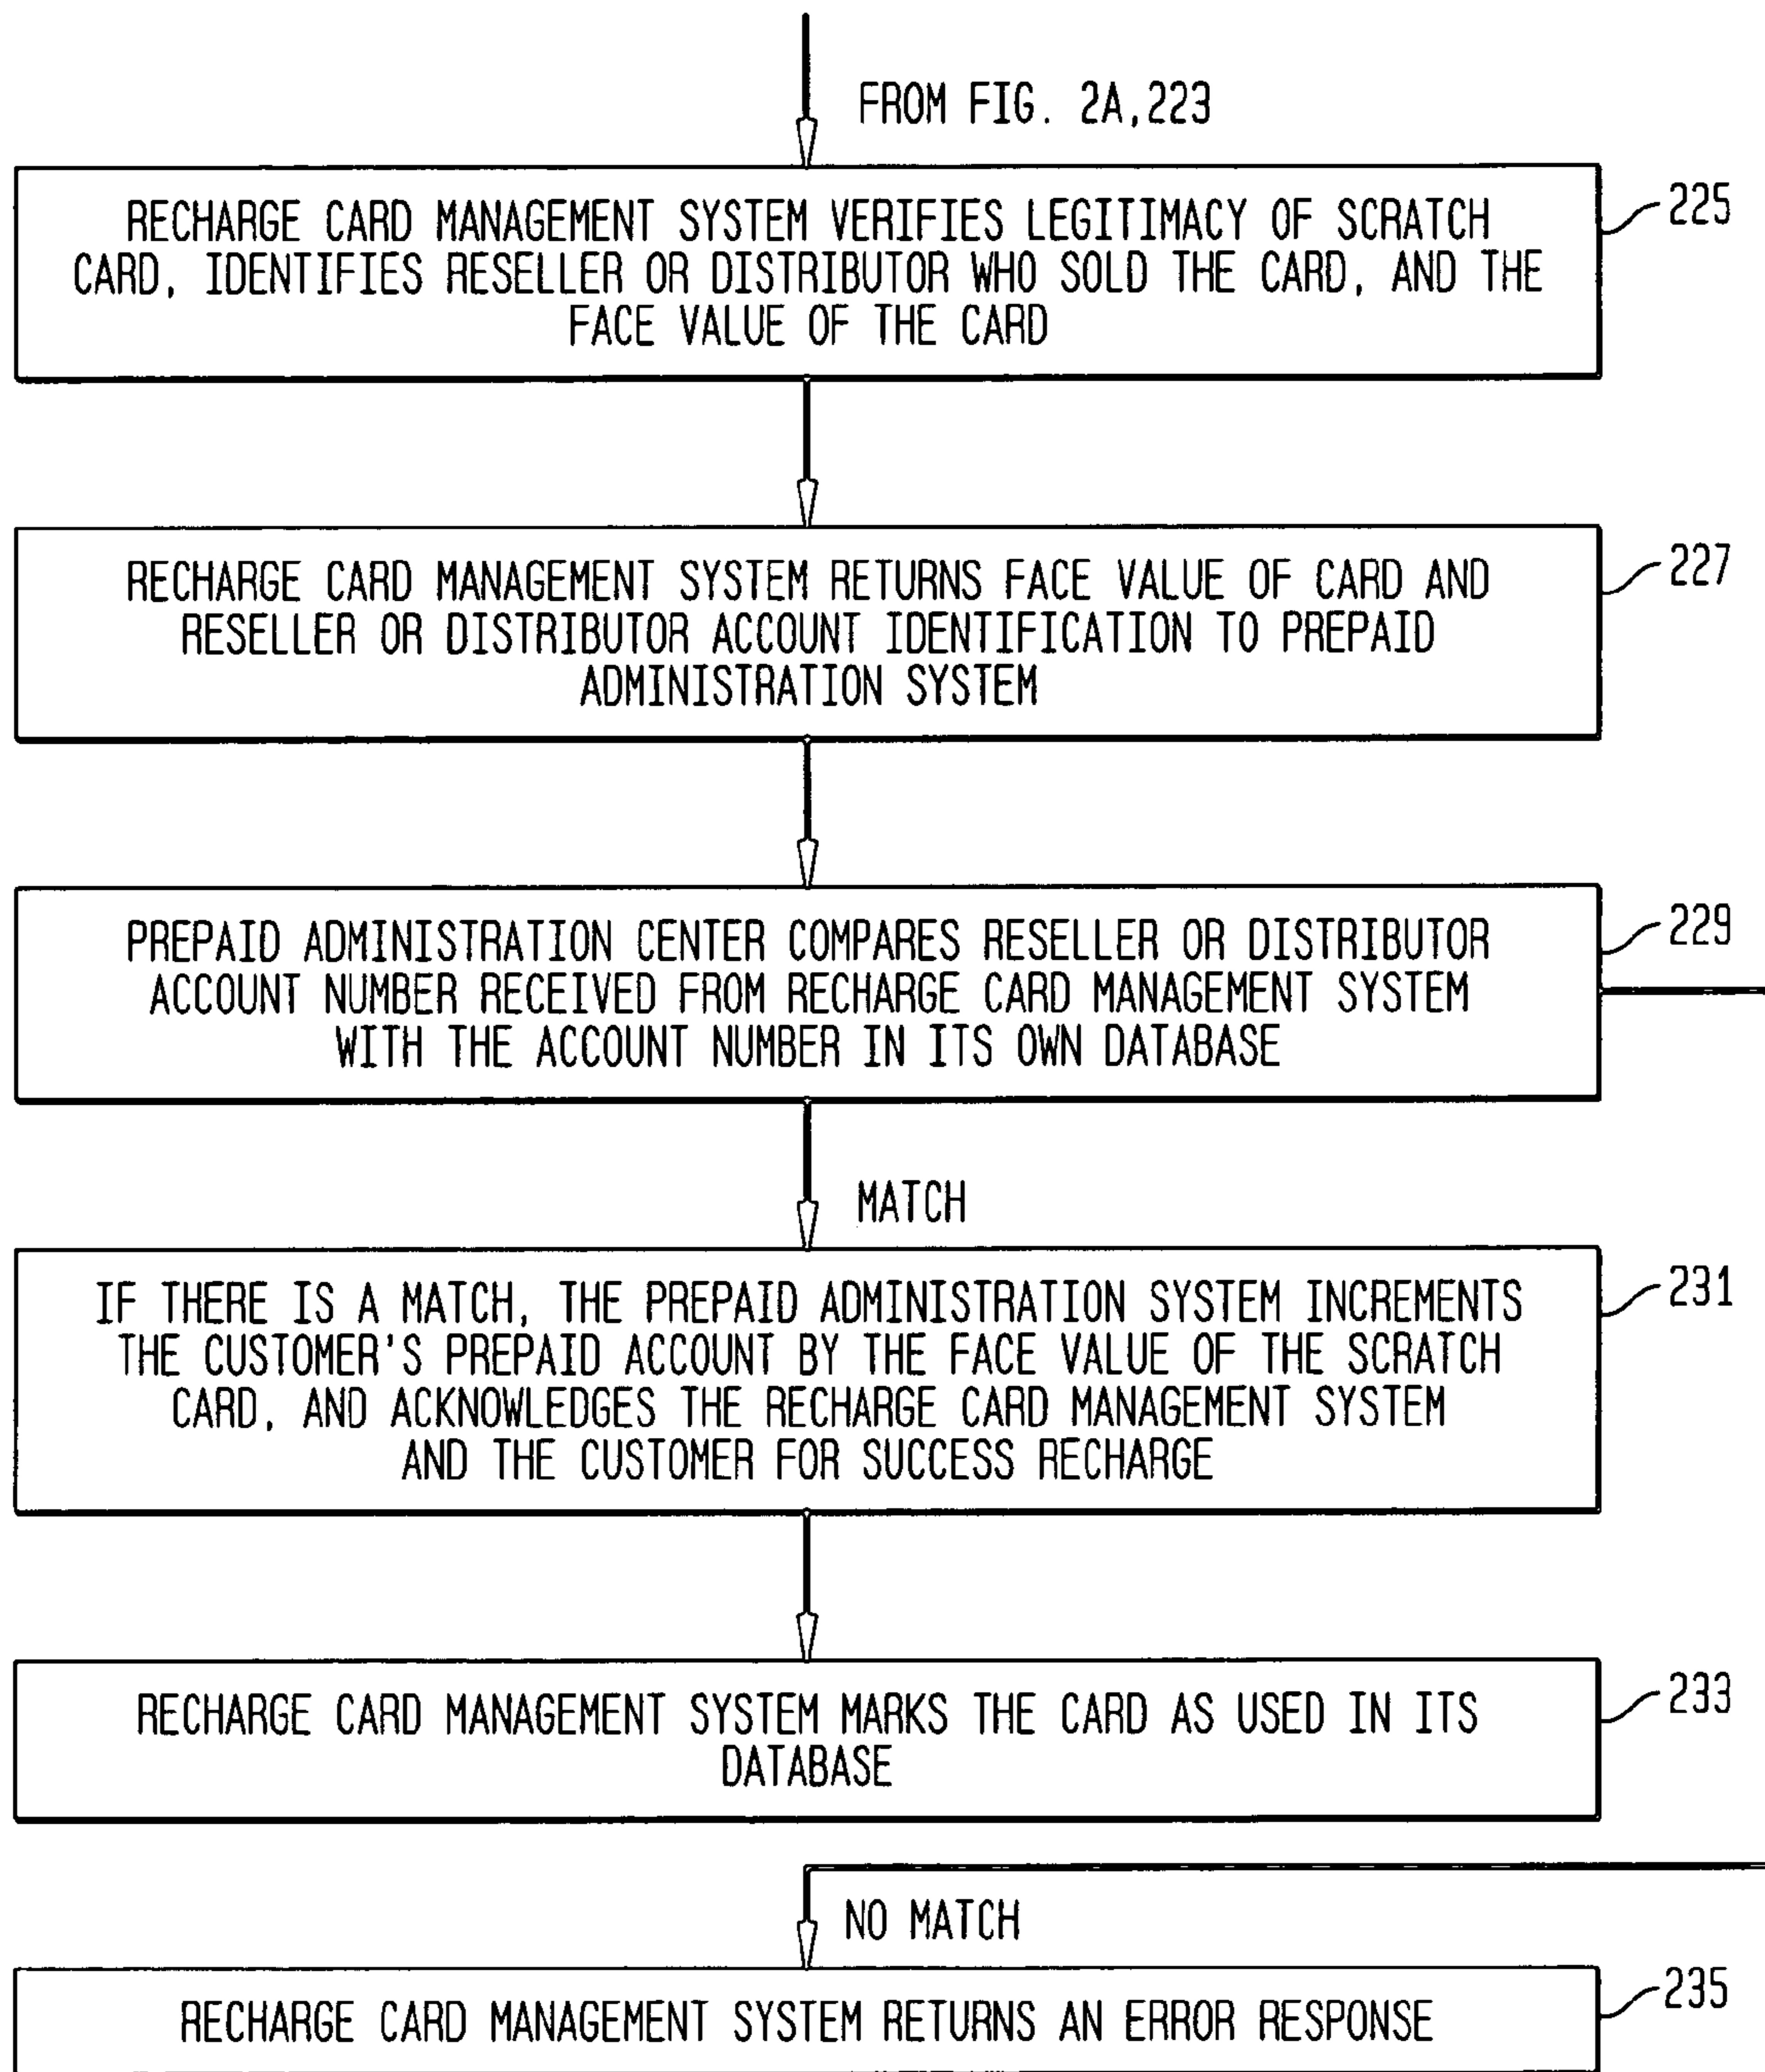 FROM FIG. 2A,223
RECHARGE CARD MANAGEMENT SYSTEM VERIFIES LEGITIMACY OF SCRATCH
CARD, IDENTIFIES RESELLER OR DISTRIBUTOR WHO SOLD THE CARD, AND THE
FACE VALUE OF THE CARD
225
RECHARGE CARD MANAGEMENT SYSTEM RETURNS FACE VALUE OF CARD AND
RESELLER OR DISTRIBUTOR ACCOUNT IDENTIFICATION TO PREPAID
ADMINISTRATION SYSTEM
227
PREPAID ADMINISTRATION CENTER COMPARES RESELLER OR DISTRIBUTOR
ACCOUNT NUMBER RECEIVED FROM RECHARGE CARD MANAGEMENT SYSTEM
WITH THE ACCOUNT NUMBER IN ITS OWN DATABASE
229
MATCH
IF THERE IS A MATCH, THE PREPAID ADMINISTRATION SYSTEM INCREMENTS
THE CUSTOMER'S PREPAID ACCOUNT BY THE FACE VALUE OF THE SCRATCH
CARD, AND ACKNOWLEDGES THE RECHARGE CARD MANAGEMENT SYSTEM
AND THE CUSTOMER FOR SUCCESS RECHARGE
231
RECHARGE CARD MANAGEMENT SYSTEM MARKS THE CARD AS USED IN ITS
DATABASE
233
NO MATCH
RECHARGE CARD MANAGEMENT SYSTEM RETURNS AN ERROR RESPONSE
235